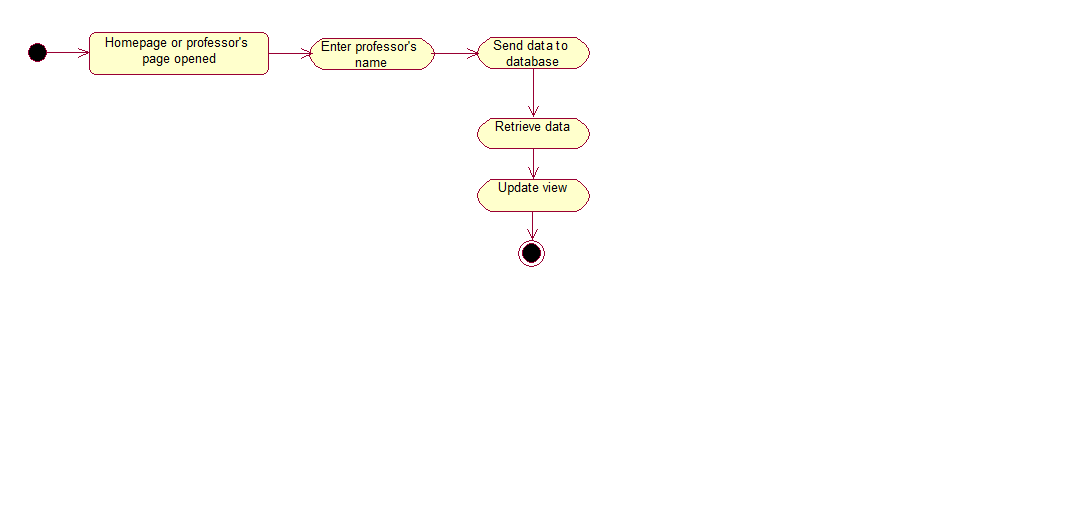 Homepage or professor's
page opened
Enter professor's
name
Send data to
database
Retrieve data
Update view